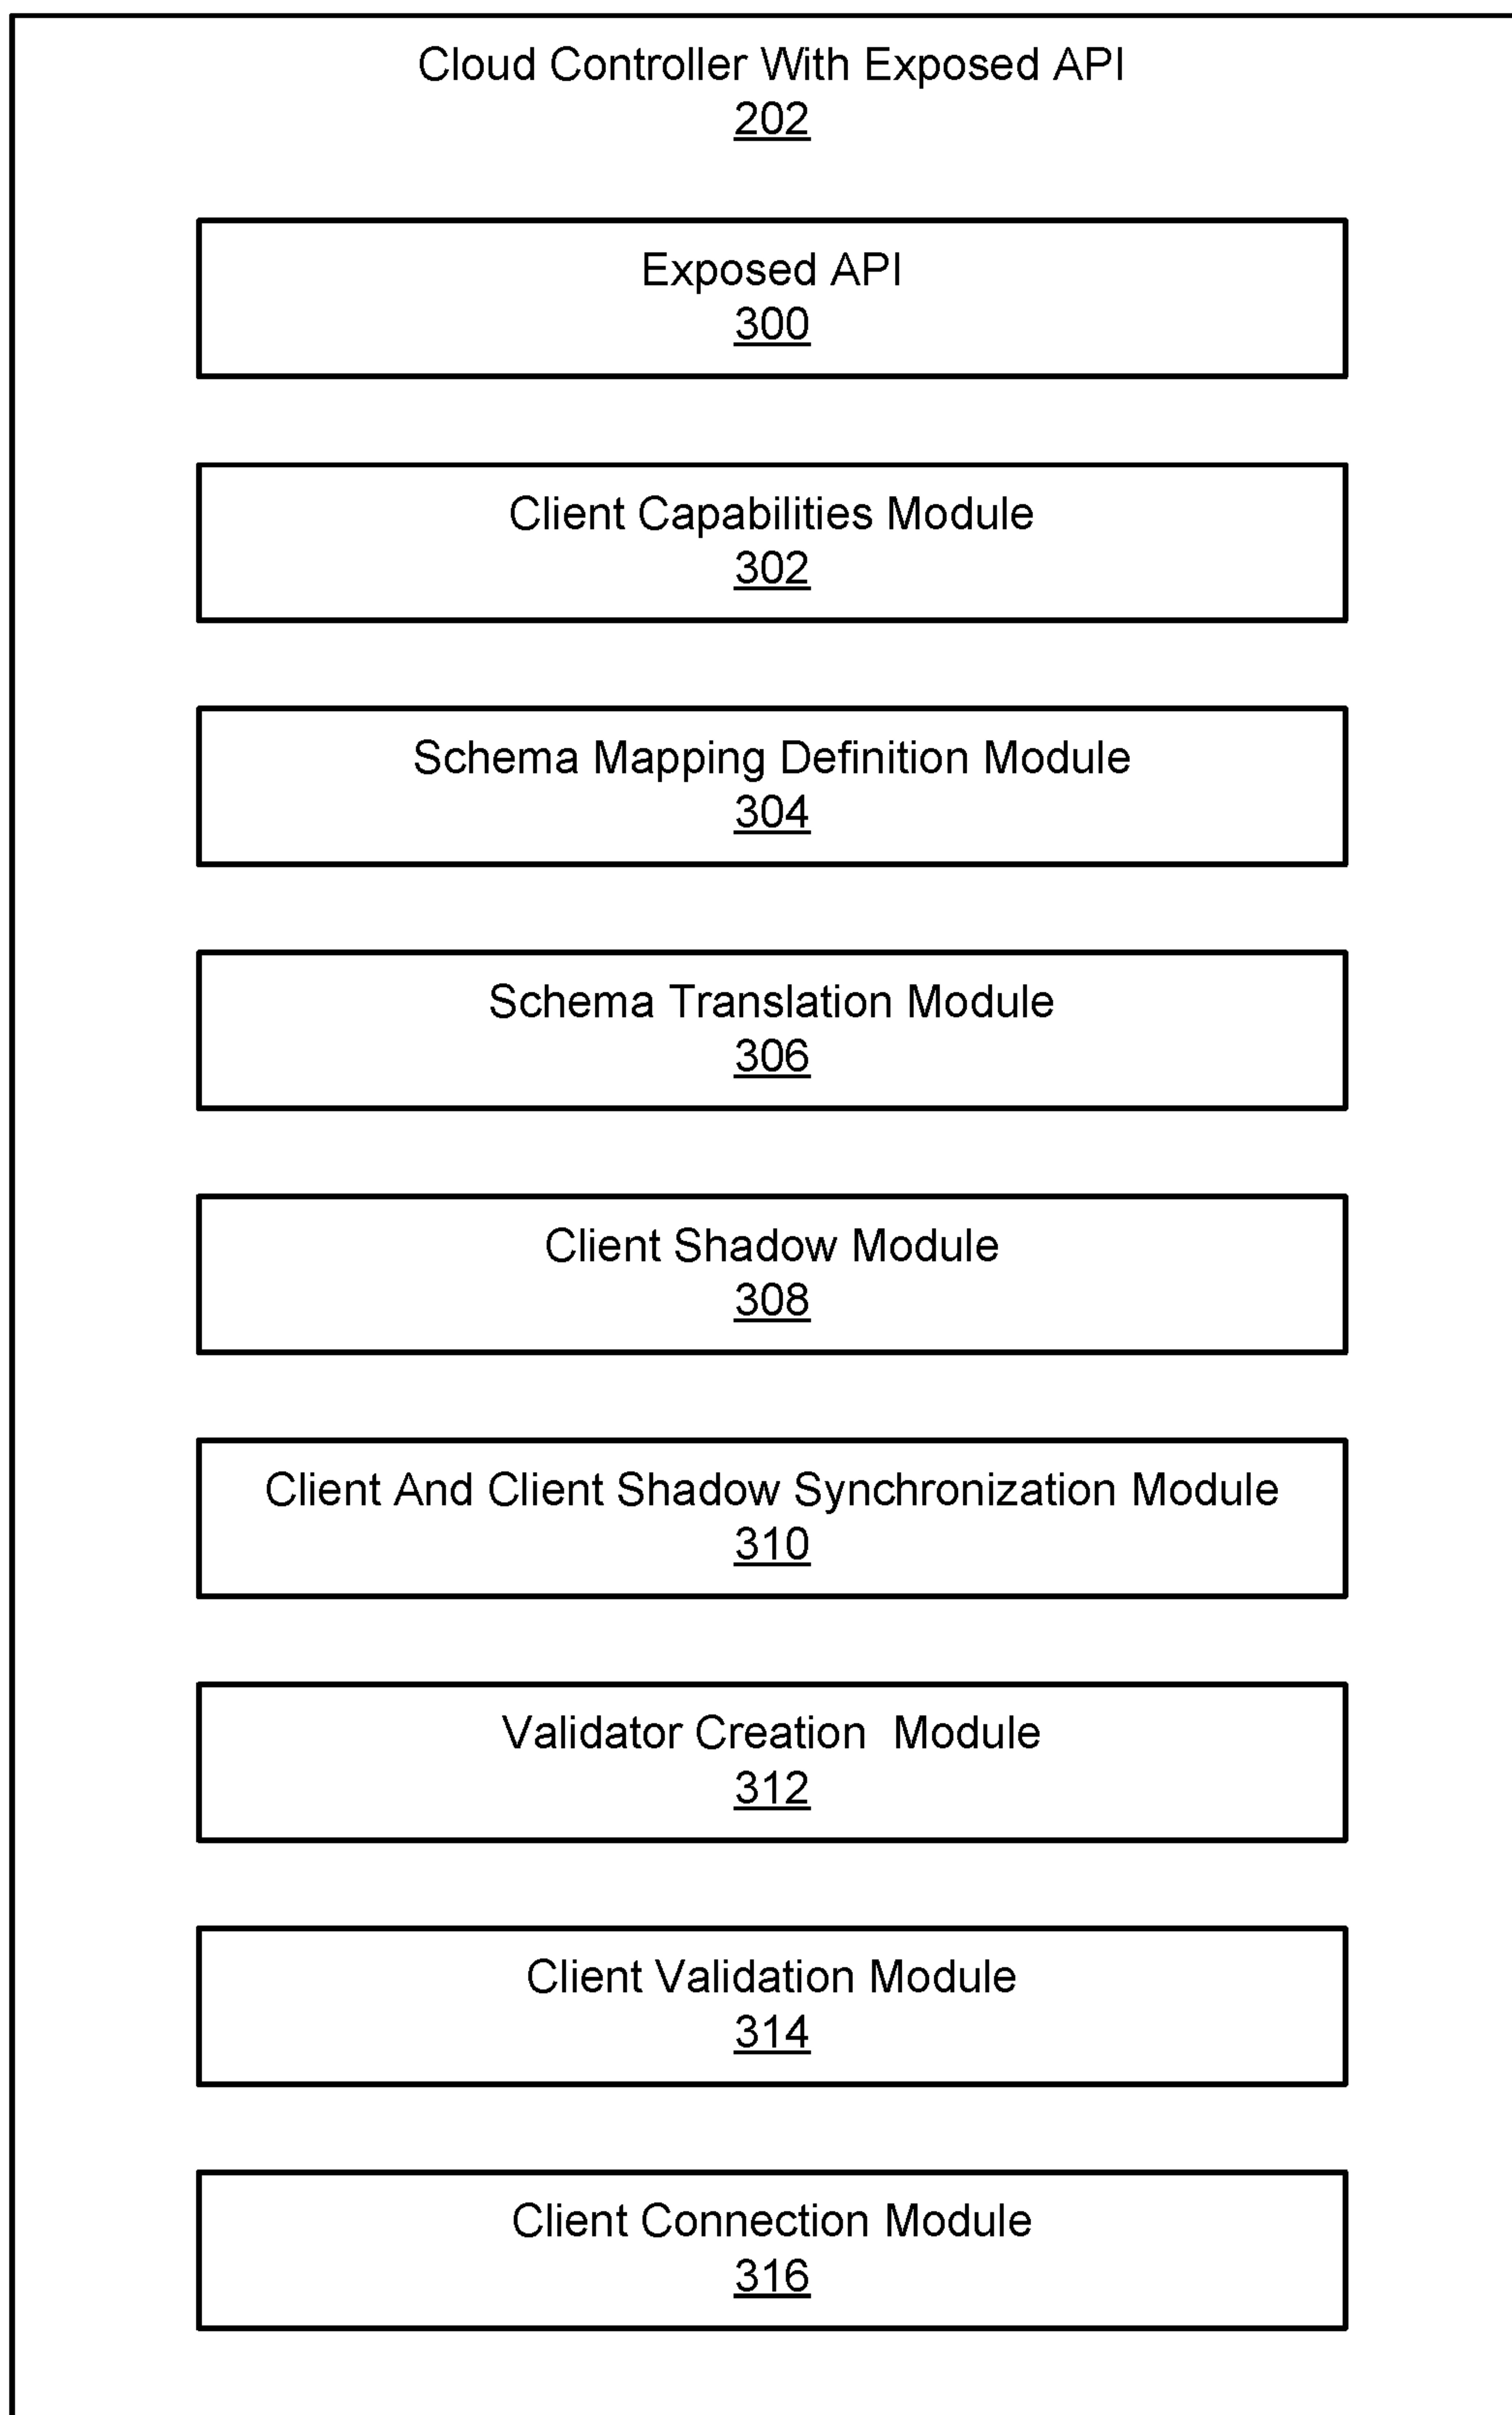 Cloud Controller With Exposed API
202
Exposed API
300
Client Capabilities Module
302
Schema Mapping Definition Module
304
Schema Translation Module
306
Client Shadow Module
308
Client And Client Shadow Synchronization Module
310
Validator Creation  Module
312
Client Validation Module
314
Client Connection Module
316